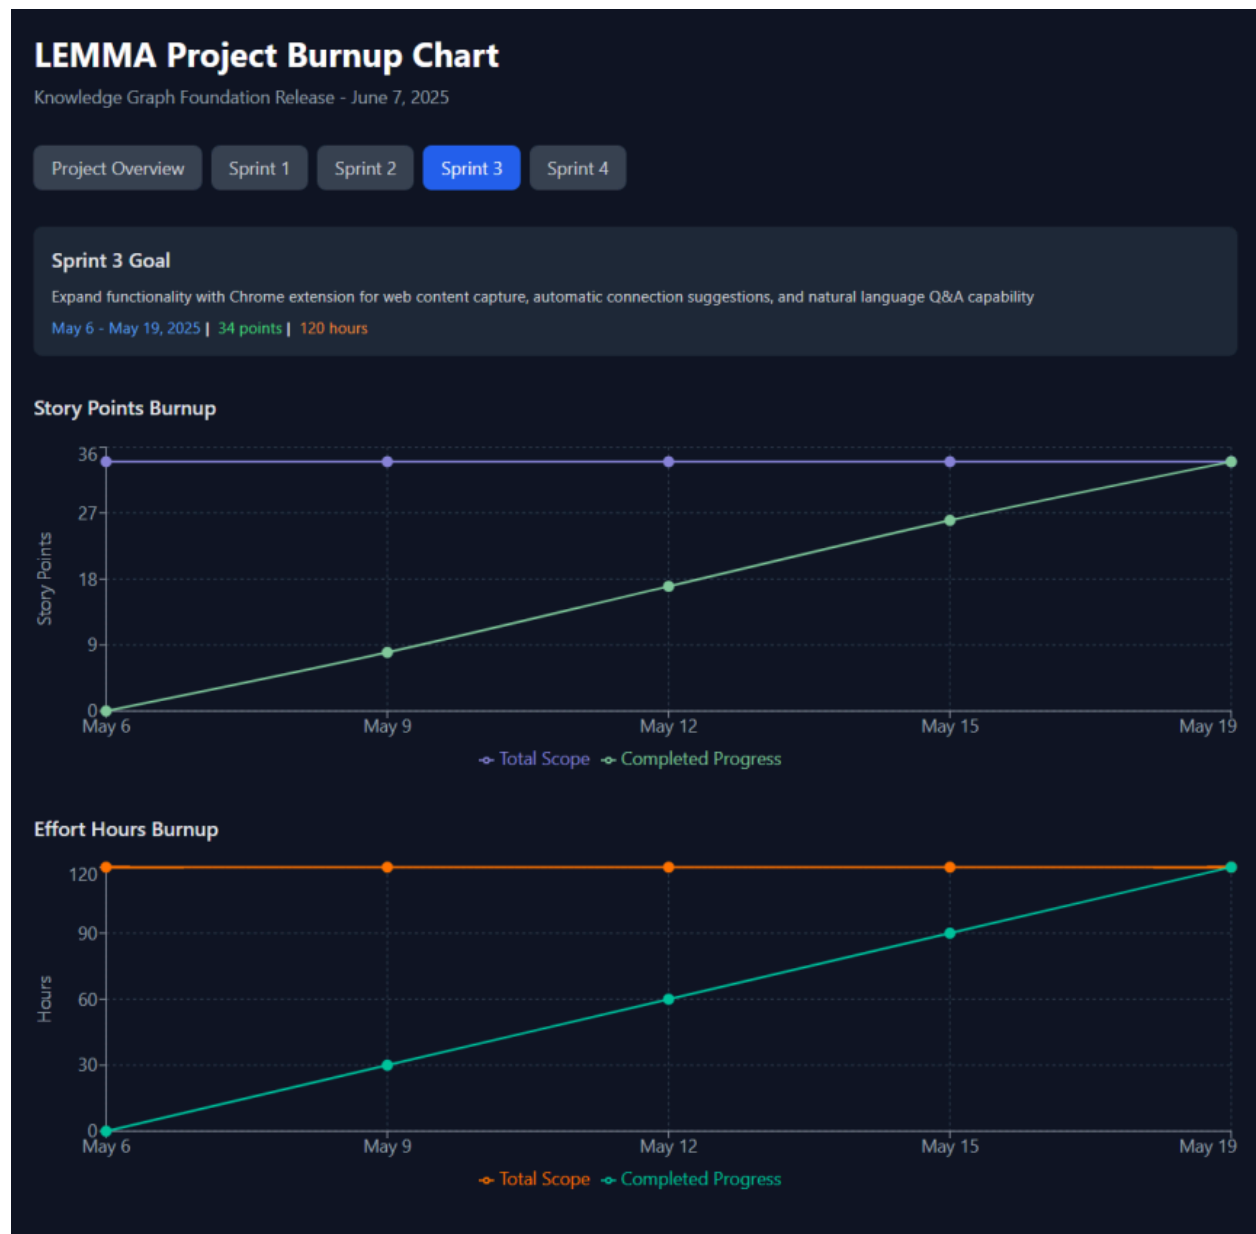 LEMMA Project Burnup Chart
Knowledge Graph Foundation Release - June 7, 2025
Project Overview Sprint 1 Sprint 2 Sprint 3 Sprint 4
Sprint 3 Goal
Expand functionality with Chrome extension for web content capture, automatic connection suggestions, and natural language Q&A capability
May 6 - May 19, 2025 | 34 points | 120 hours
Story Points Burnup
36
27
18
9
0
Story Points
May 6 May 9 May 12 May 15 May 19
Total Scope Completed Progress
Effort Hours Burnup
120
90
60
30
0
Hours
May 6 May 9 May 12 May 15 May 19
Total Scope Completed Progress